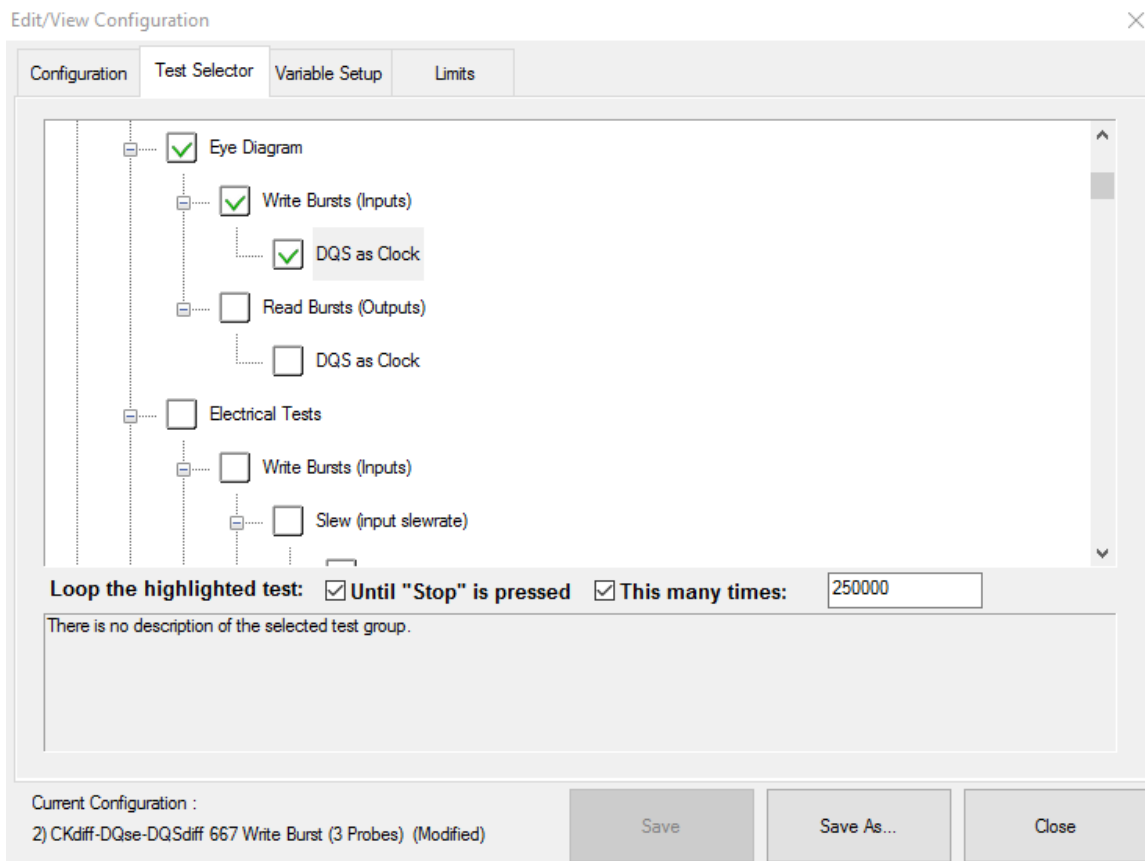 Edit/View Configuration
Configuration Test Selector Variable Setup Limits
Eye Diagram
Write Bursts (Inputs)
DQS as Clock
Read Bursts (Outputs)
DQS as Clock
Electrical Tests
Write Bursts (Inputs)
Slew (input slewrate)
Loop the highlighted test: Until "Stop" is pressed This many times: 250000
There is no description of the selected test group.
Current Configuration :
2) CKdiff-DQse-DQSdiff 667 Write Burst (3 Probes) (Modified)
Save Save As... Close